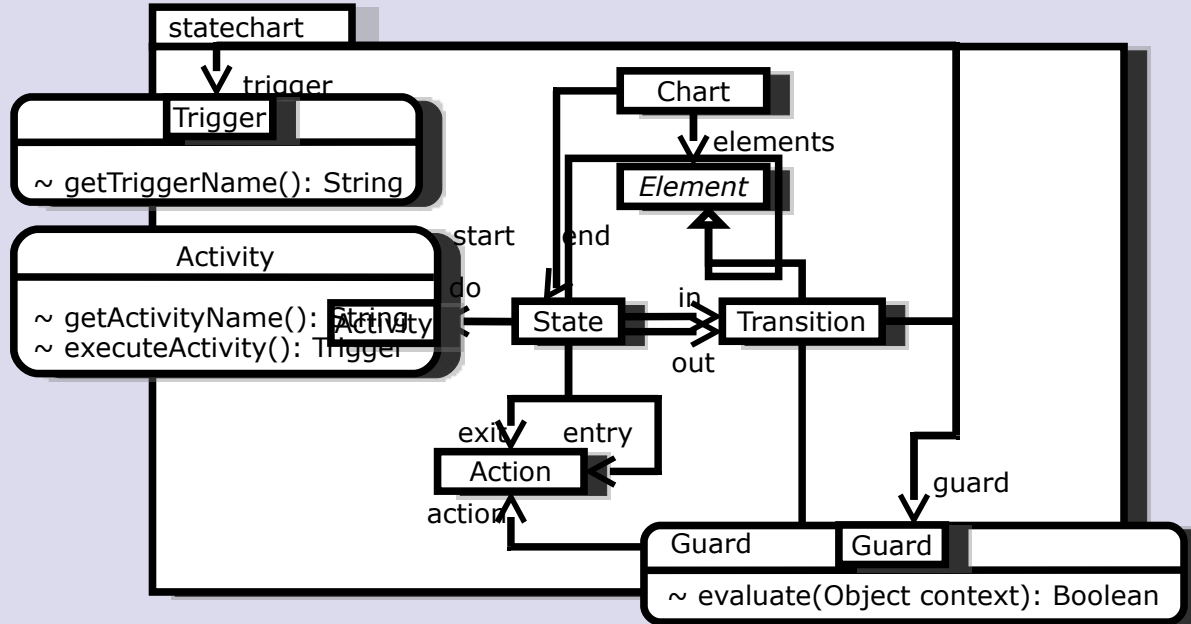 statechart
trigger
Trigger
~ getTriggerName(): String
Chart
elements
Element
start
end
Activity
do
~ getActivityName(): String
Activity
~ executeActivity(): Trigger
State
in
Transition
out
exit
entry
Action
action
guard
Guard
Guard
~ evaluate(Object context): Boolean